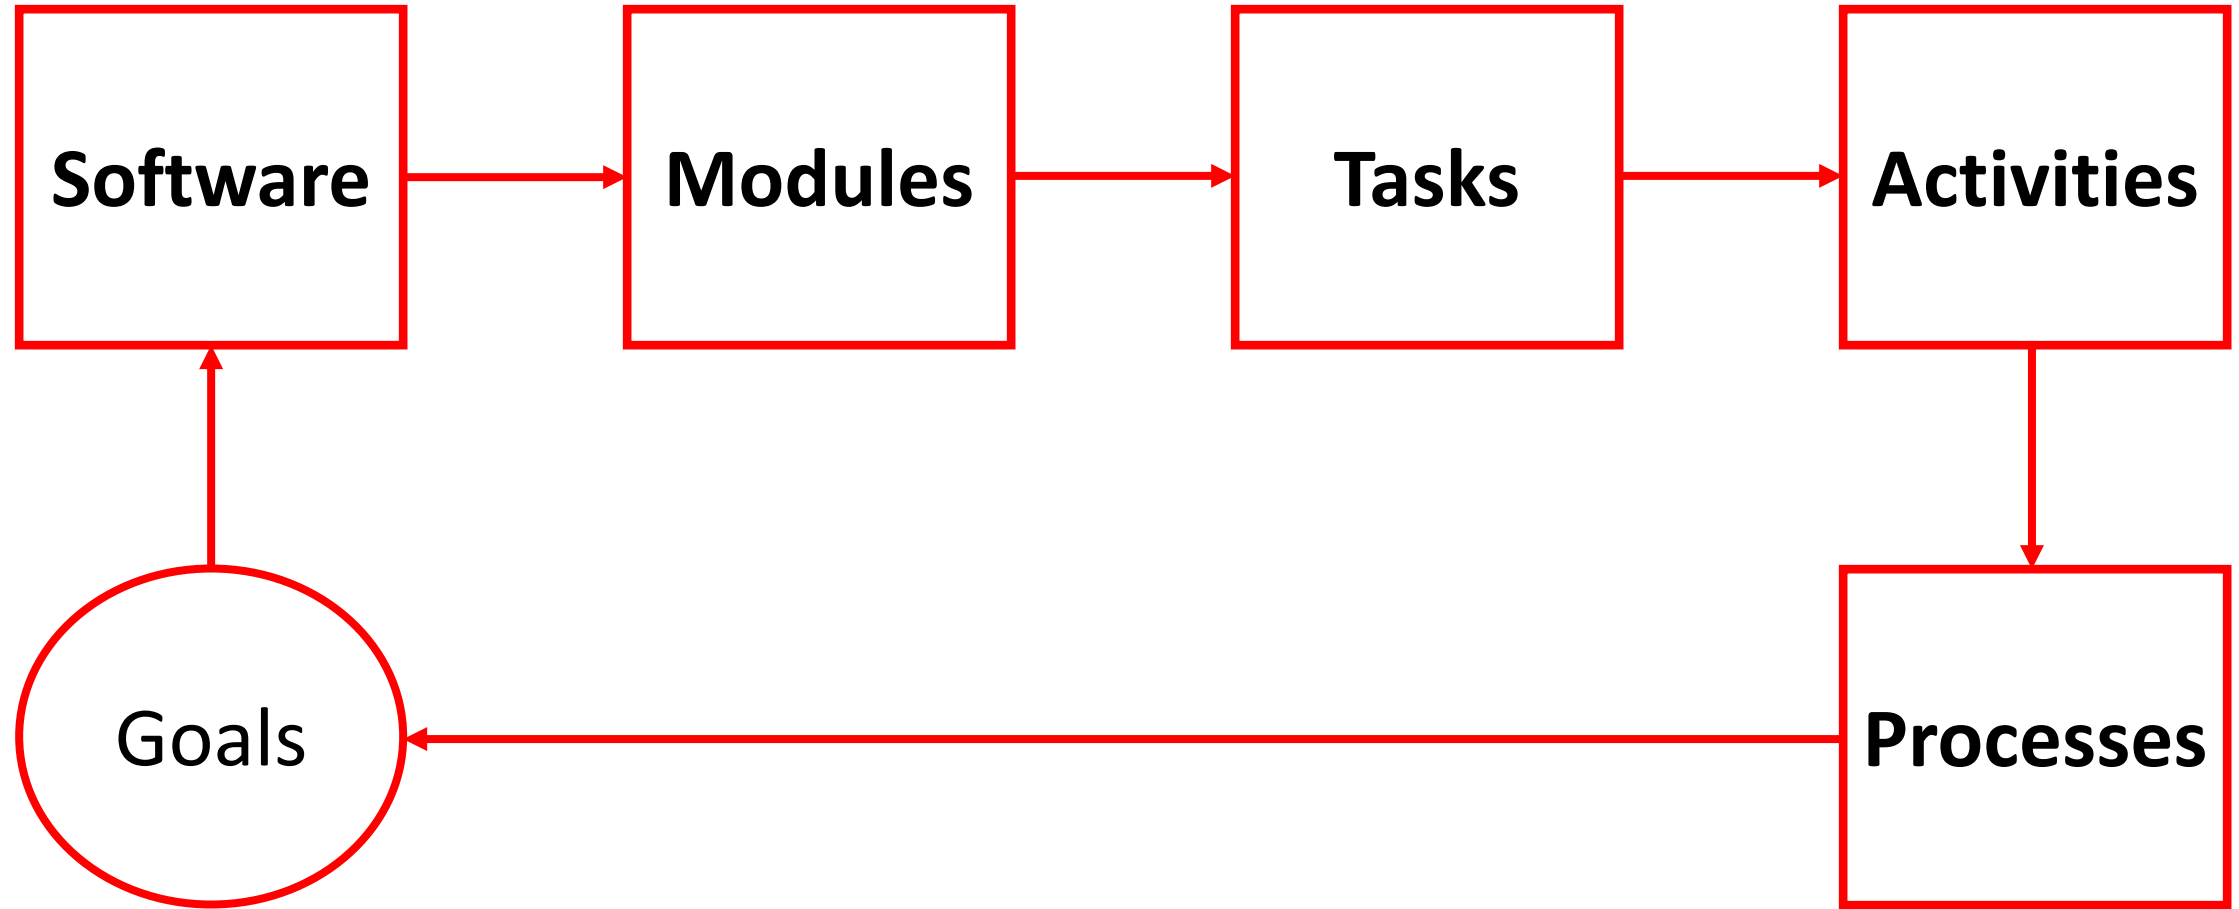 Software
Modules
Tasks
Activities
Goals
Processes